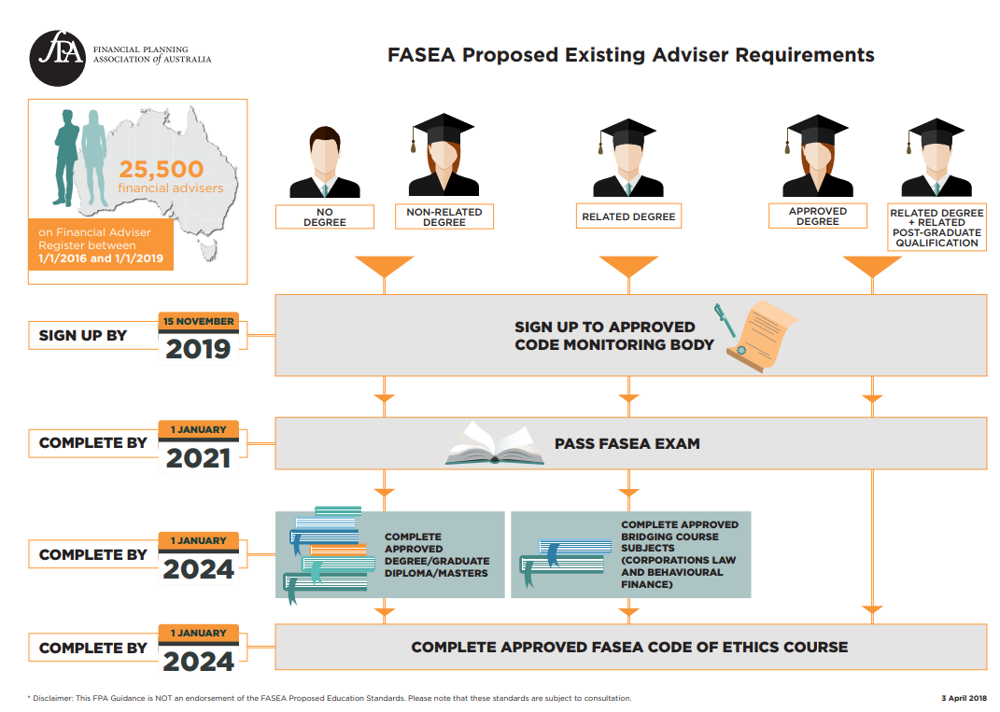 fPA
FINANCIAL PLANNING
ASSOCIATION of AUSTRALIA
FASEA Proposed Existing Adviser Requirements
25,500
financial advisers
on Financial Adviser
Register between
1/1/2016 and 1/1/2019
NO
DEGREE
NON-RELATED
DEGREE
RELATED DEGREE
APPROVED
DEGREE
RELATED DEGREE
+ RELATED
POST-GRADUATE
QUALIFICATION
SIGN UP BY
15 NOVEMBER
2019
SIGN UP TO APPROVED
CODE MONITORING BODY
COMPLETE BY
1 JANUARY
2021
PASS FASEA EXAM
COMPLETE BY
1 JANUARY
2024
COMPLETE
APPROVED
DEGREE/GRADUATE
DIPLOMA/MASTERS
COMPLETE APPROVED
BRIDGING COURSE
SUBJECTS
(CORPORATIONS LAW
AND BEHAVIOURAL
FINANCE)
COMPLETE BY
1 JANUARY
2024
COMPLETE APPROVED FASEA CODE OF ETHICS COURSE
* Disclaimer: This FPA Guidance is NOT an endorsement of the FASEA Proposed Education Standards. Please note that these standards are subject to consultation.
3 April 2018